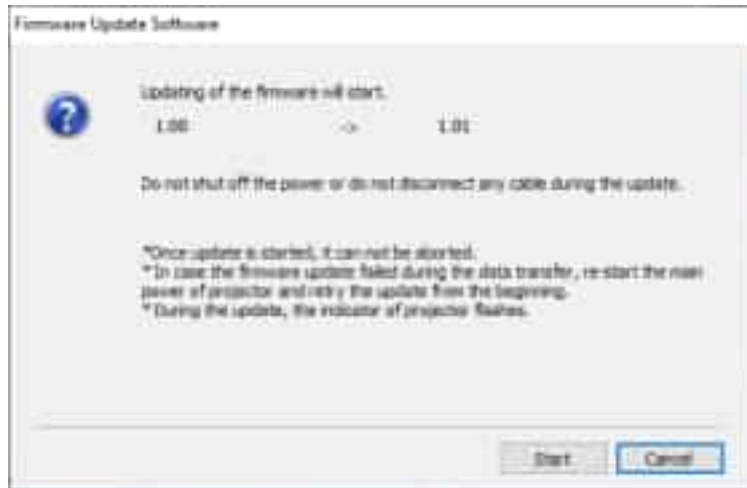 Firmware Update Software
Updating of the firmware will start.
1.00 -> 1.01
Do not shut off the power or do not disconnect any cable during the update.
*Once update is started, it can not be aborted.
* In case the firmware update failed during the data transfer, re-start the main
power of projector and retry the update from the beginning.
* During the update, the indicator of projector flashes.
Start Cancel